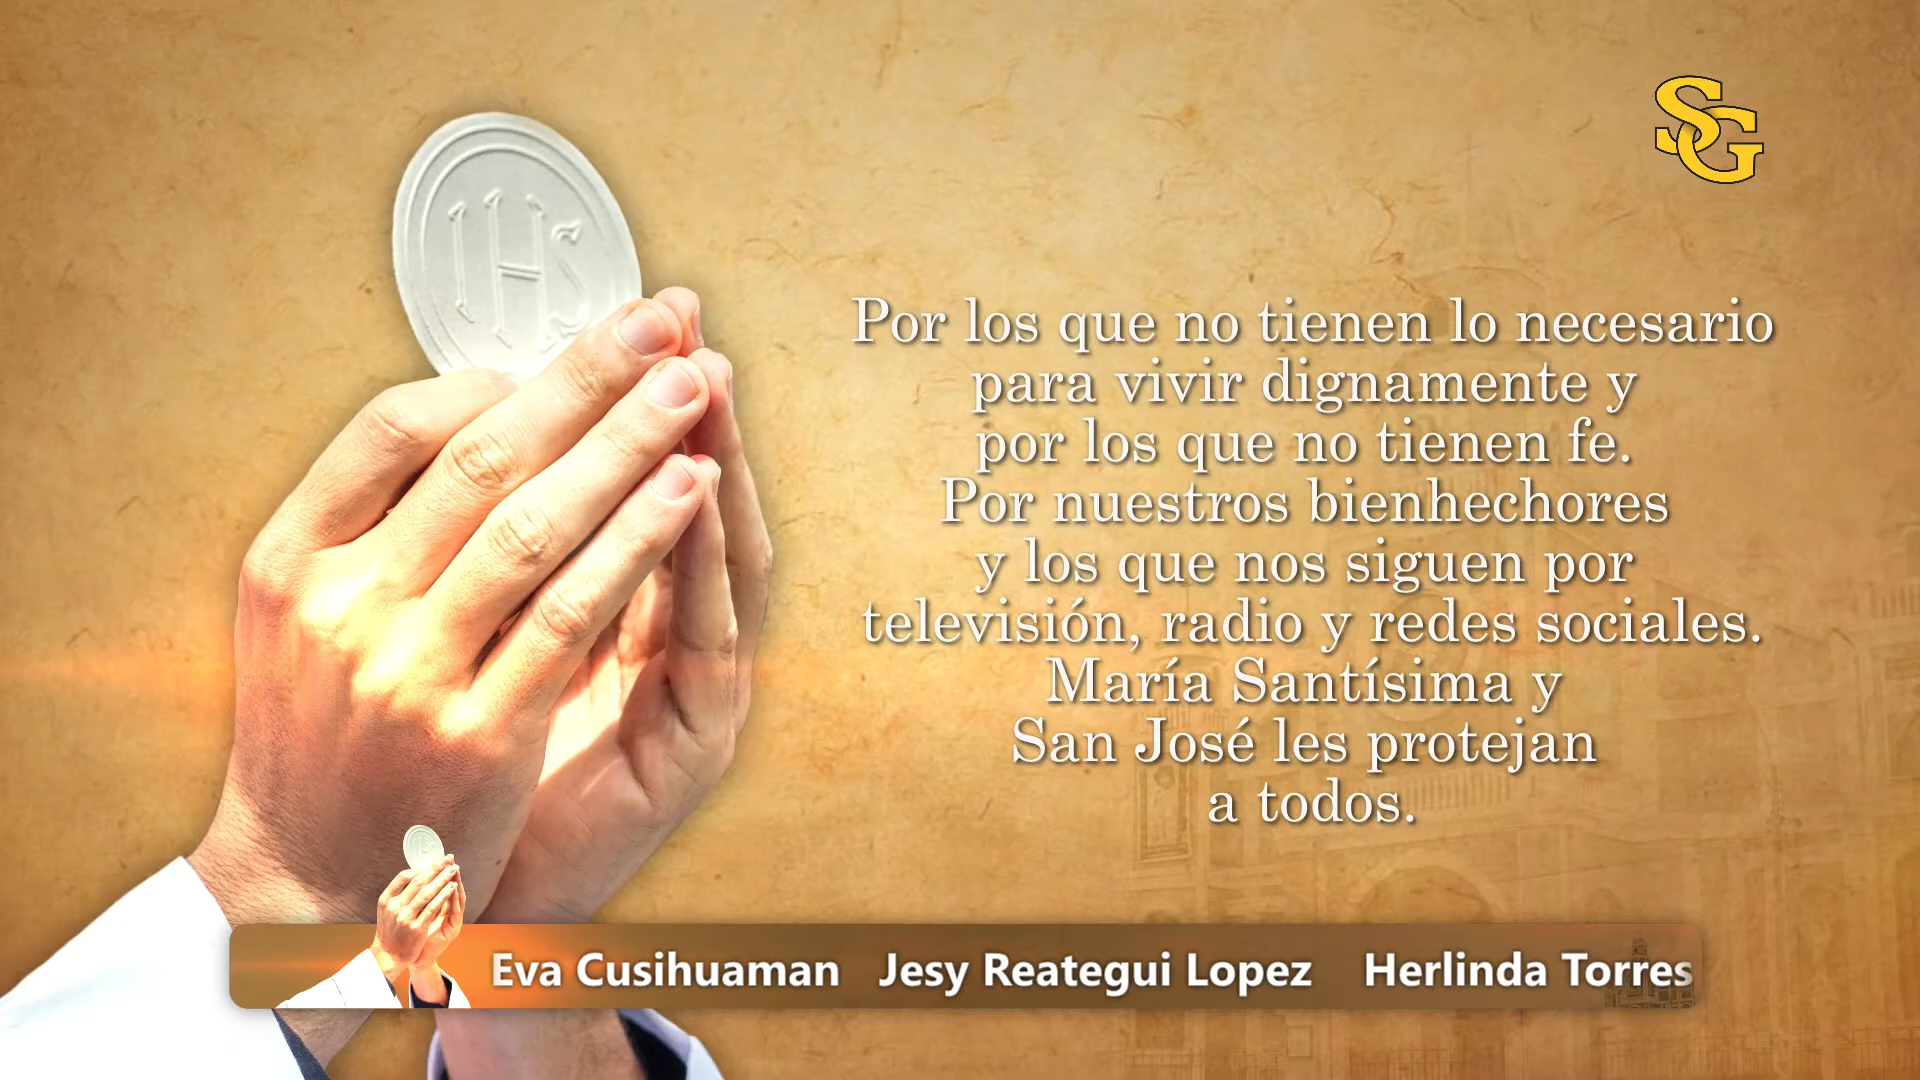 SG
IHS
Por los que no tienen lo necesario
para vivir dignamente y
por los que no tienen fe.
Por nuestros bienhechores
y los que nos siguen por
televisión, radio y redes sociales.
María Santísima y
San José les protejan
a todos.
Eva Cusihuaman Jesy Reategui Lopez Herlinda Torres